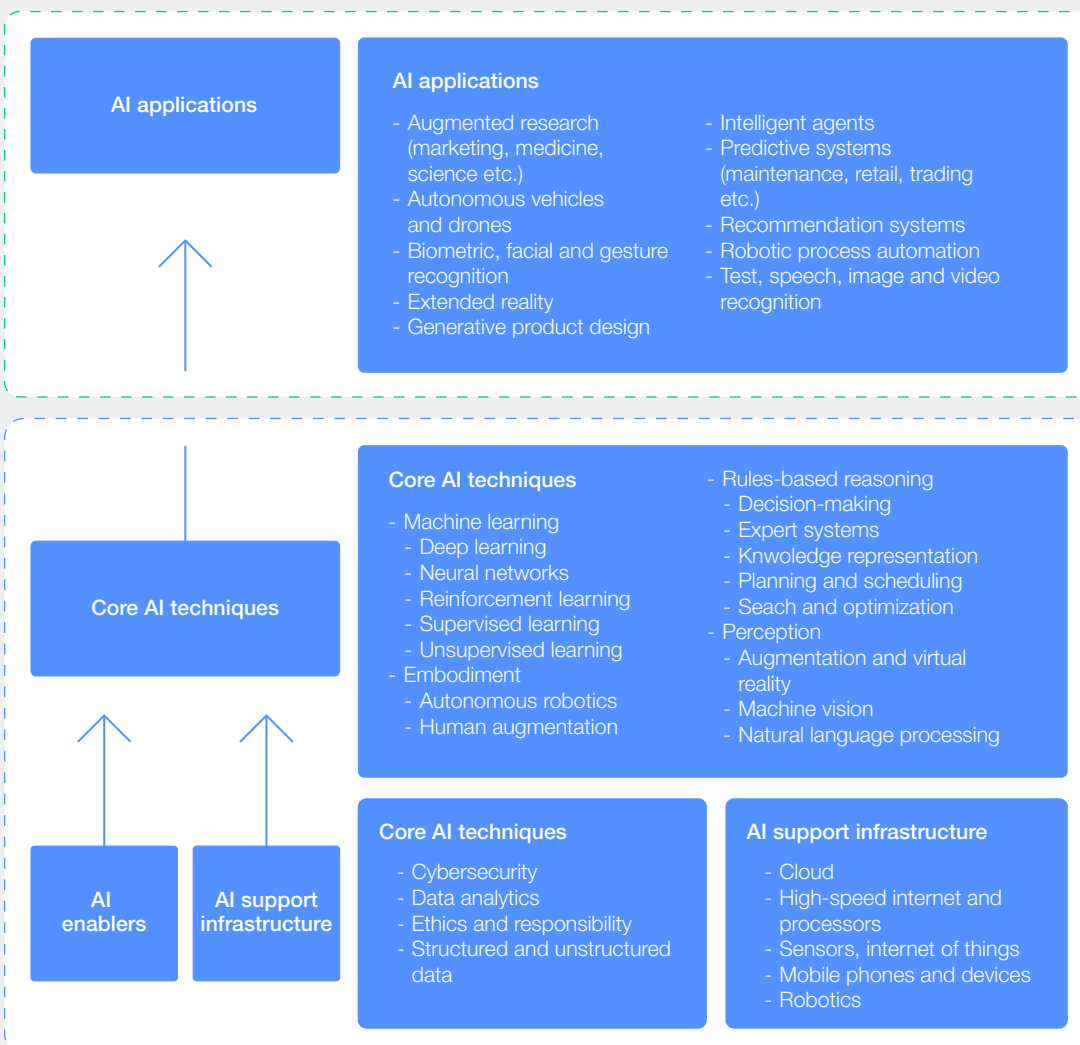 AI applications
AI applications
- Augmented research
(marketing, medicine,
science etc.)
- Autonomous vehicles
and drones
- Biometric, facial and gesture
recognition
- Extended reality
- Generative product design
- Intelligent agents
- Predictive systems
(maintenance, retail, trading
etc.)
- Recommendation systems
- Robotic process automation
- Test, speech, image and video
recognition
Core AI techniques
Core AI techniques
- Machine learning
- Deep learning
- Neural networks
- Reinforcement learning
- Supervised learning
- Unsupervised learning
- Embodiment
- Autonomous robotics
- Human augmentation
- Rules-based reasoning
- Decision-making
- Expert systems
- Knwoledge representation
- Planning and scheduling
- Seach and optimization
- Perception
- Augmentation and virtual
reality
- Machine vision
- Natural language processing
AI
enablers
AI support
infrastructure
Core AI techniques
- Cybersecurity
- Data analytics
- Ethics and responsibility
- Structured and unstructured
data
AI support infrastructure
- Cloud
- High-speed internet and
processors
- Sensors, internet of things
- Mobile phones and devices
- Robotics